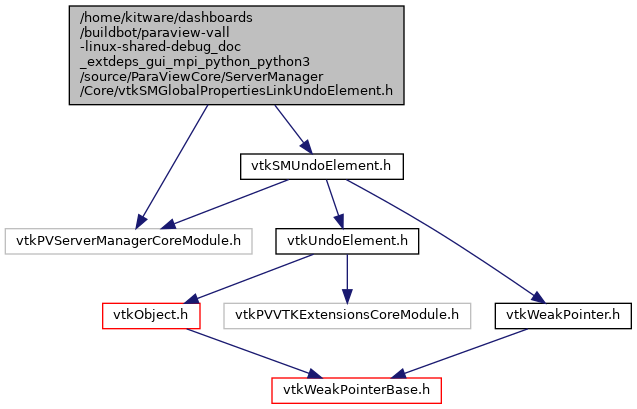 /home/kitware/dashboards
/buildbot/paraview-vall
-linux-shared-debug_doc
_extdeps_gui_mpi_python_python3
/source/ParaViewCore/ServerManager
/Core/vtkSMGlobalPropertiesLinkUndoElement.h
vtkSMUndoElement.h
vtkPVServerManagerCoreModule.h
vtkUndoElement.h
vtkObject.h
vtkPVVTKExtensionsCoreModule.h
vtkWeakPointer.h
vtkWeakPointerBase.h